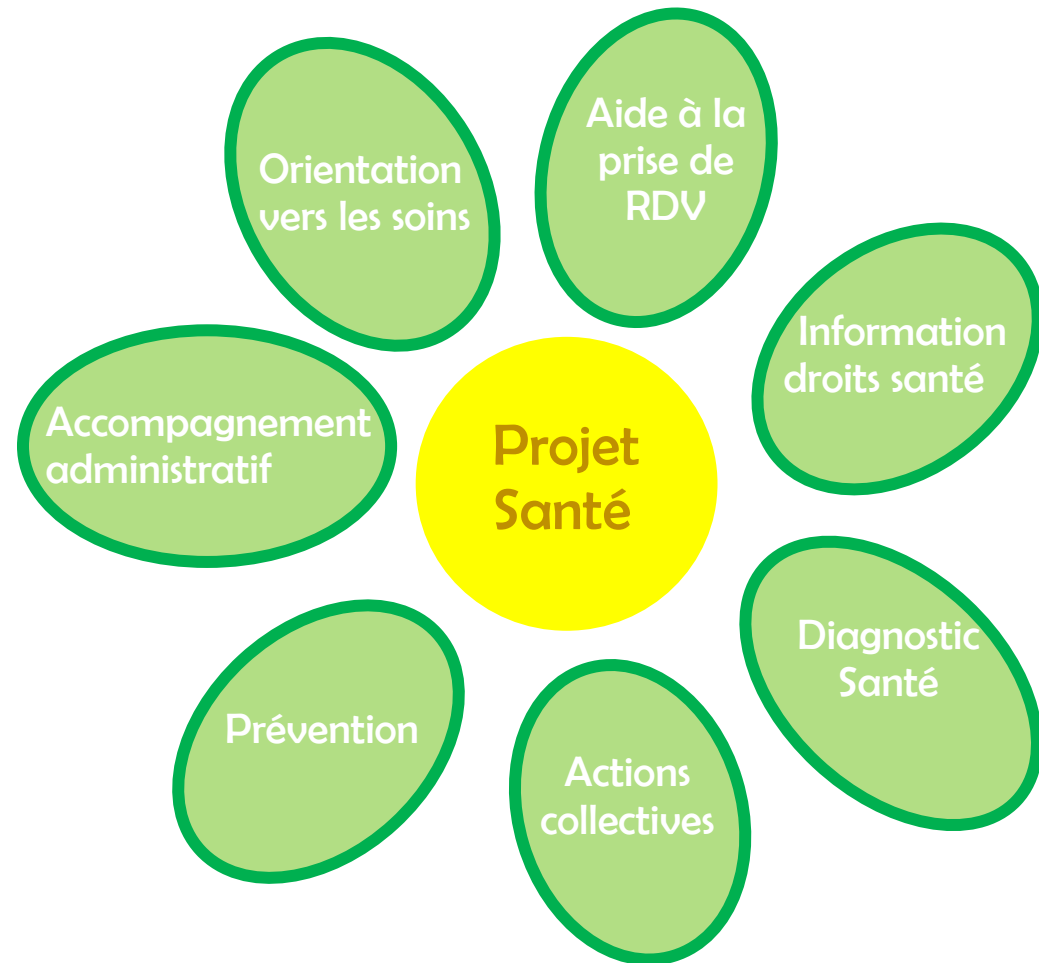 Aide à la
prise de
RDV
Orientation
vers les soins
Information
droits santé
Accompagnement
administratif
Projet
Santé
Diagnostic
Santé
Prévention
Actions
collectives